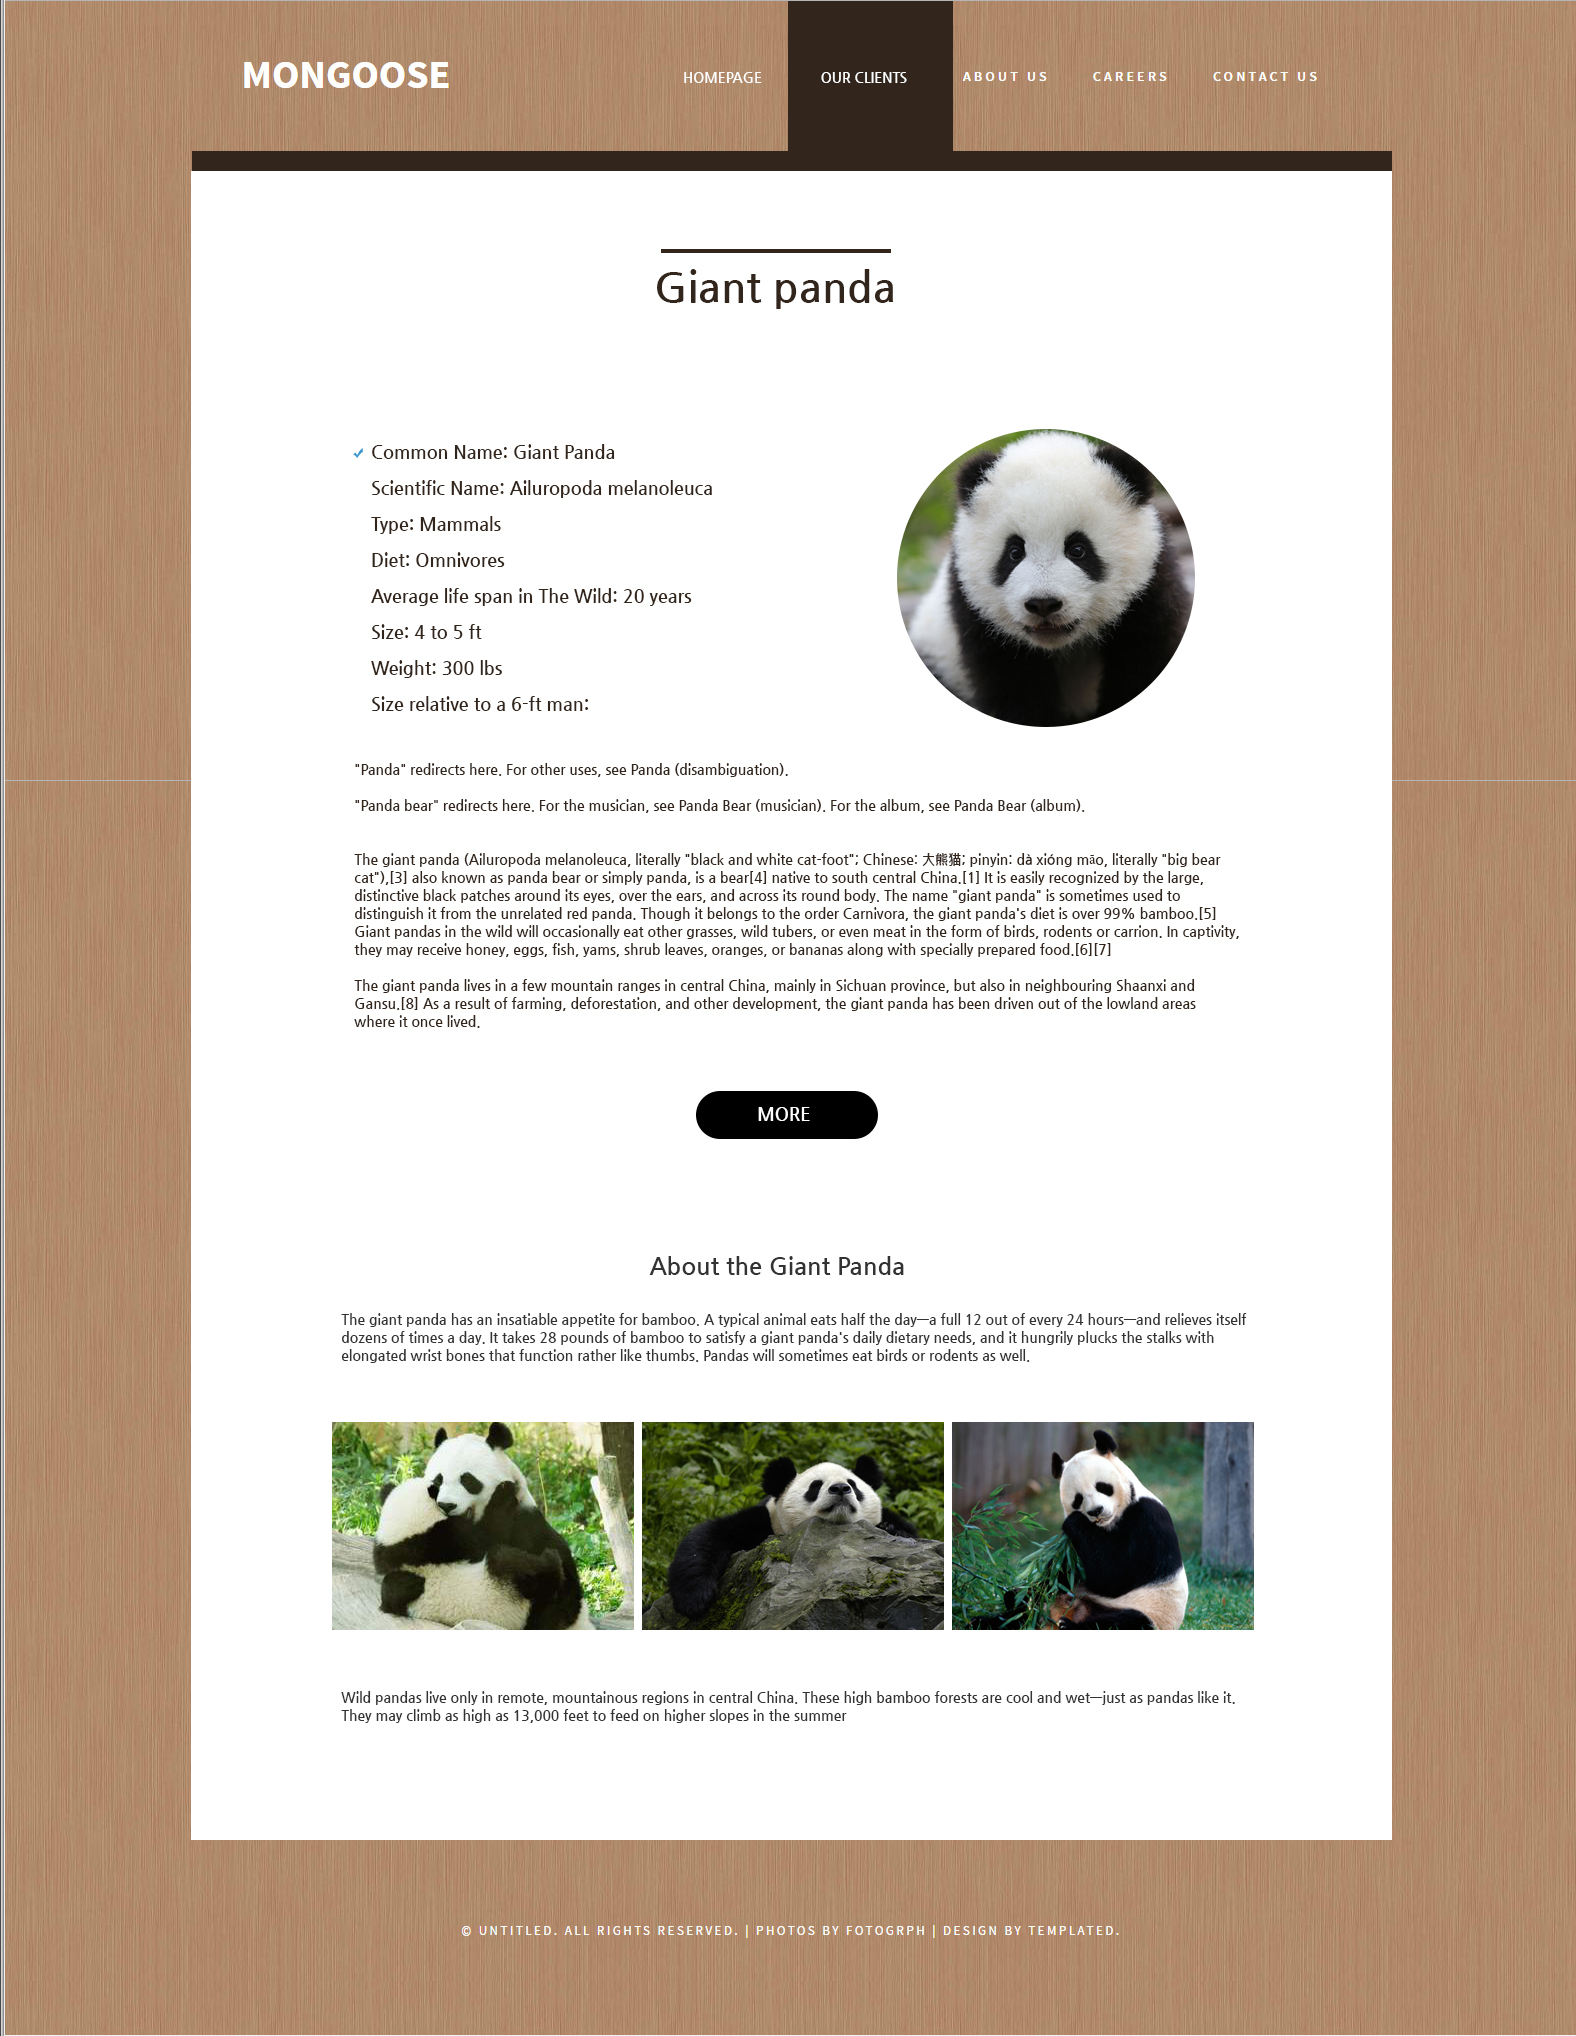 MONGOOSE
HOMEPAGE
OUR CLIENTS
ABOUT US
CAREERS
CONTACT US
Giant panda
Common Name: Giant Panda
Scientific Name: Ailuropoda melanoleuca
Type: Mammals
Diet: Omnivores
Average life span in The Wild: 20 years
Size: 4 to 5 ft
Weight: 300 lbs
Size relative to a 6-ft man:
"Panda" redirects here. For other uses, see Panda (disambiguation).
"Panda bear" redirects here. For the musician, see Panda Bear (musician). For the album, see Panda Bear (album).
The giant panda (Ailuropoda melanoleuca, literally "black and white cat-foot"; Chinese: 大熊猫; pinyin: dà xióng māo, literally "big bear
cat"),[3] also known as panda bear or simply panda, is a bear[4] native to south central China.[1] It is easily recognized by the large,
distinctive black patches around its eyes, over the ears, and across its round body. The name "giant panda" is sometimes used to
distinguish it from the unrelated red panda. Though it belongs to the order Carnivora, the giant panda's diet is over 99% bamboo.[5]
Giant pandas in the wild will occasionally eat other grasses, wild tubers, or even meat in the form of birds, rodents or carrion. In captivity,
they may receive honey, eggs, fish, yams, shrub leaves, oranges, or bananas along with specially prepared food.[6][7]
The giant panda lives in a few mountain ranges in central China, mainly in Sichuan province, but also in neighbouring Shaanxi and
Gansu.[8] As a result of farming, deforestation, and other development, the giant panda has been driven out of the lowland areas
where it once lived.
MORE
About the Giant Panda
The giant panda has an insatiable appetite for bamboo. A typical animal eats half the day—a full 12 out of every 24 hours—and relieves itself
dozens of times a day. It takes 28 pounds of bamboo to satisfy a giant panda's daily dietary needs, and it hungrily plucks the stalks with
elongated wrist bones that function rather like thumbs. Pandas will sometimes eat birds or rodents as well.
Wild pandas live only in remote, mountainous regions in central China. These high bamboo forests are cool and wet—just as pandas like it.
They may climb as high as 13,000 feet to feed on higher slopes in the summer
© UNTITLED. ALL RIGHTS RESERVED. | PHOTOS BY FOTOGRPH | DESIGN BY TEMPLATED.